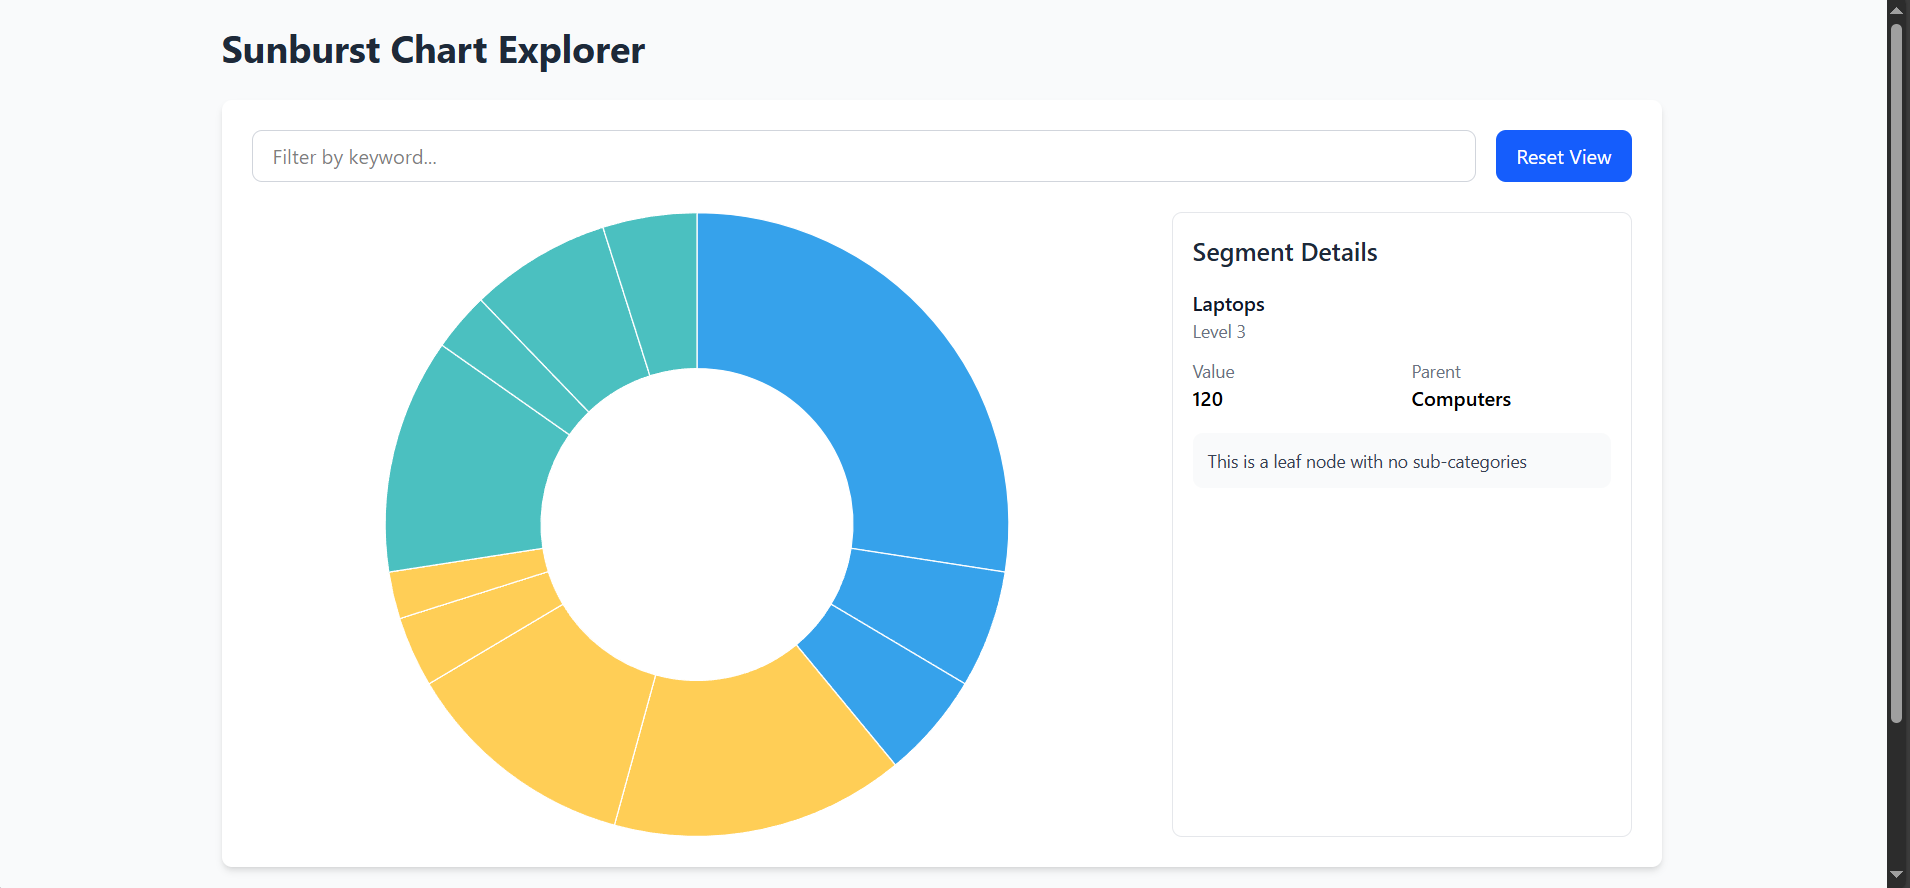 Sunburst Chart Explorer
Filter by keyword...
Reset View
Segment Details
Laptops
Level 3
Value
Parent
120
Computers
This is a leaf node with no sub-categories